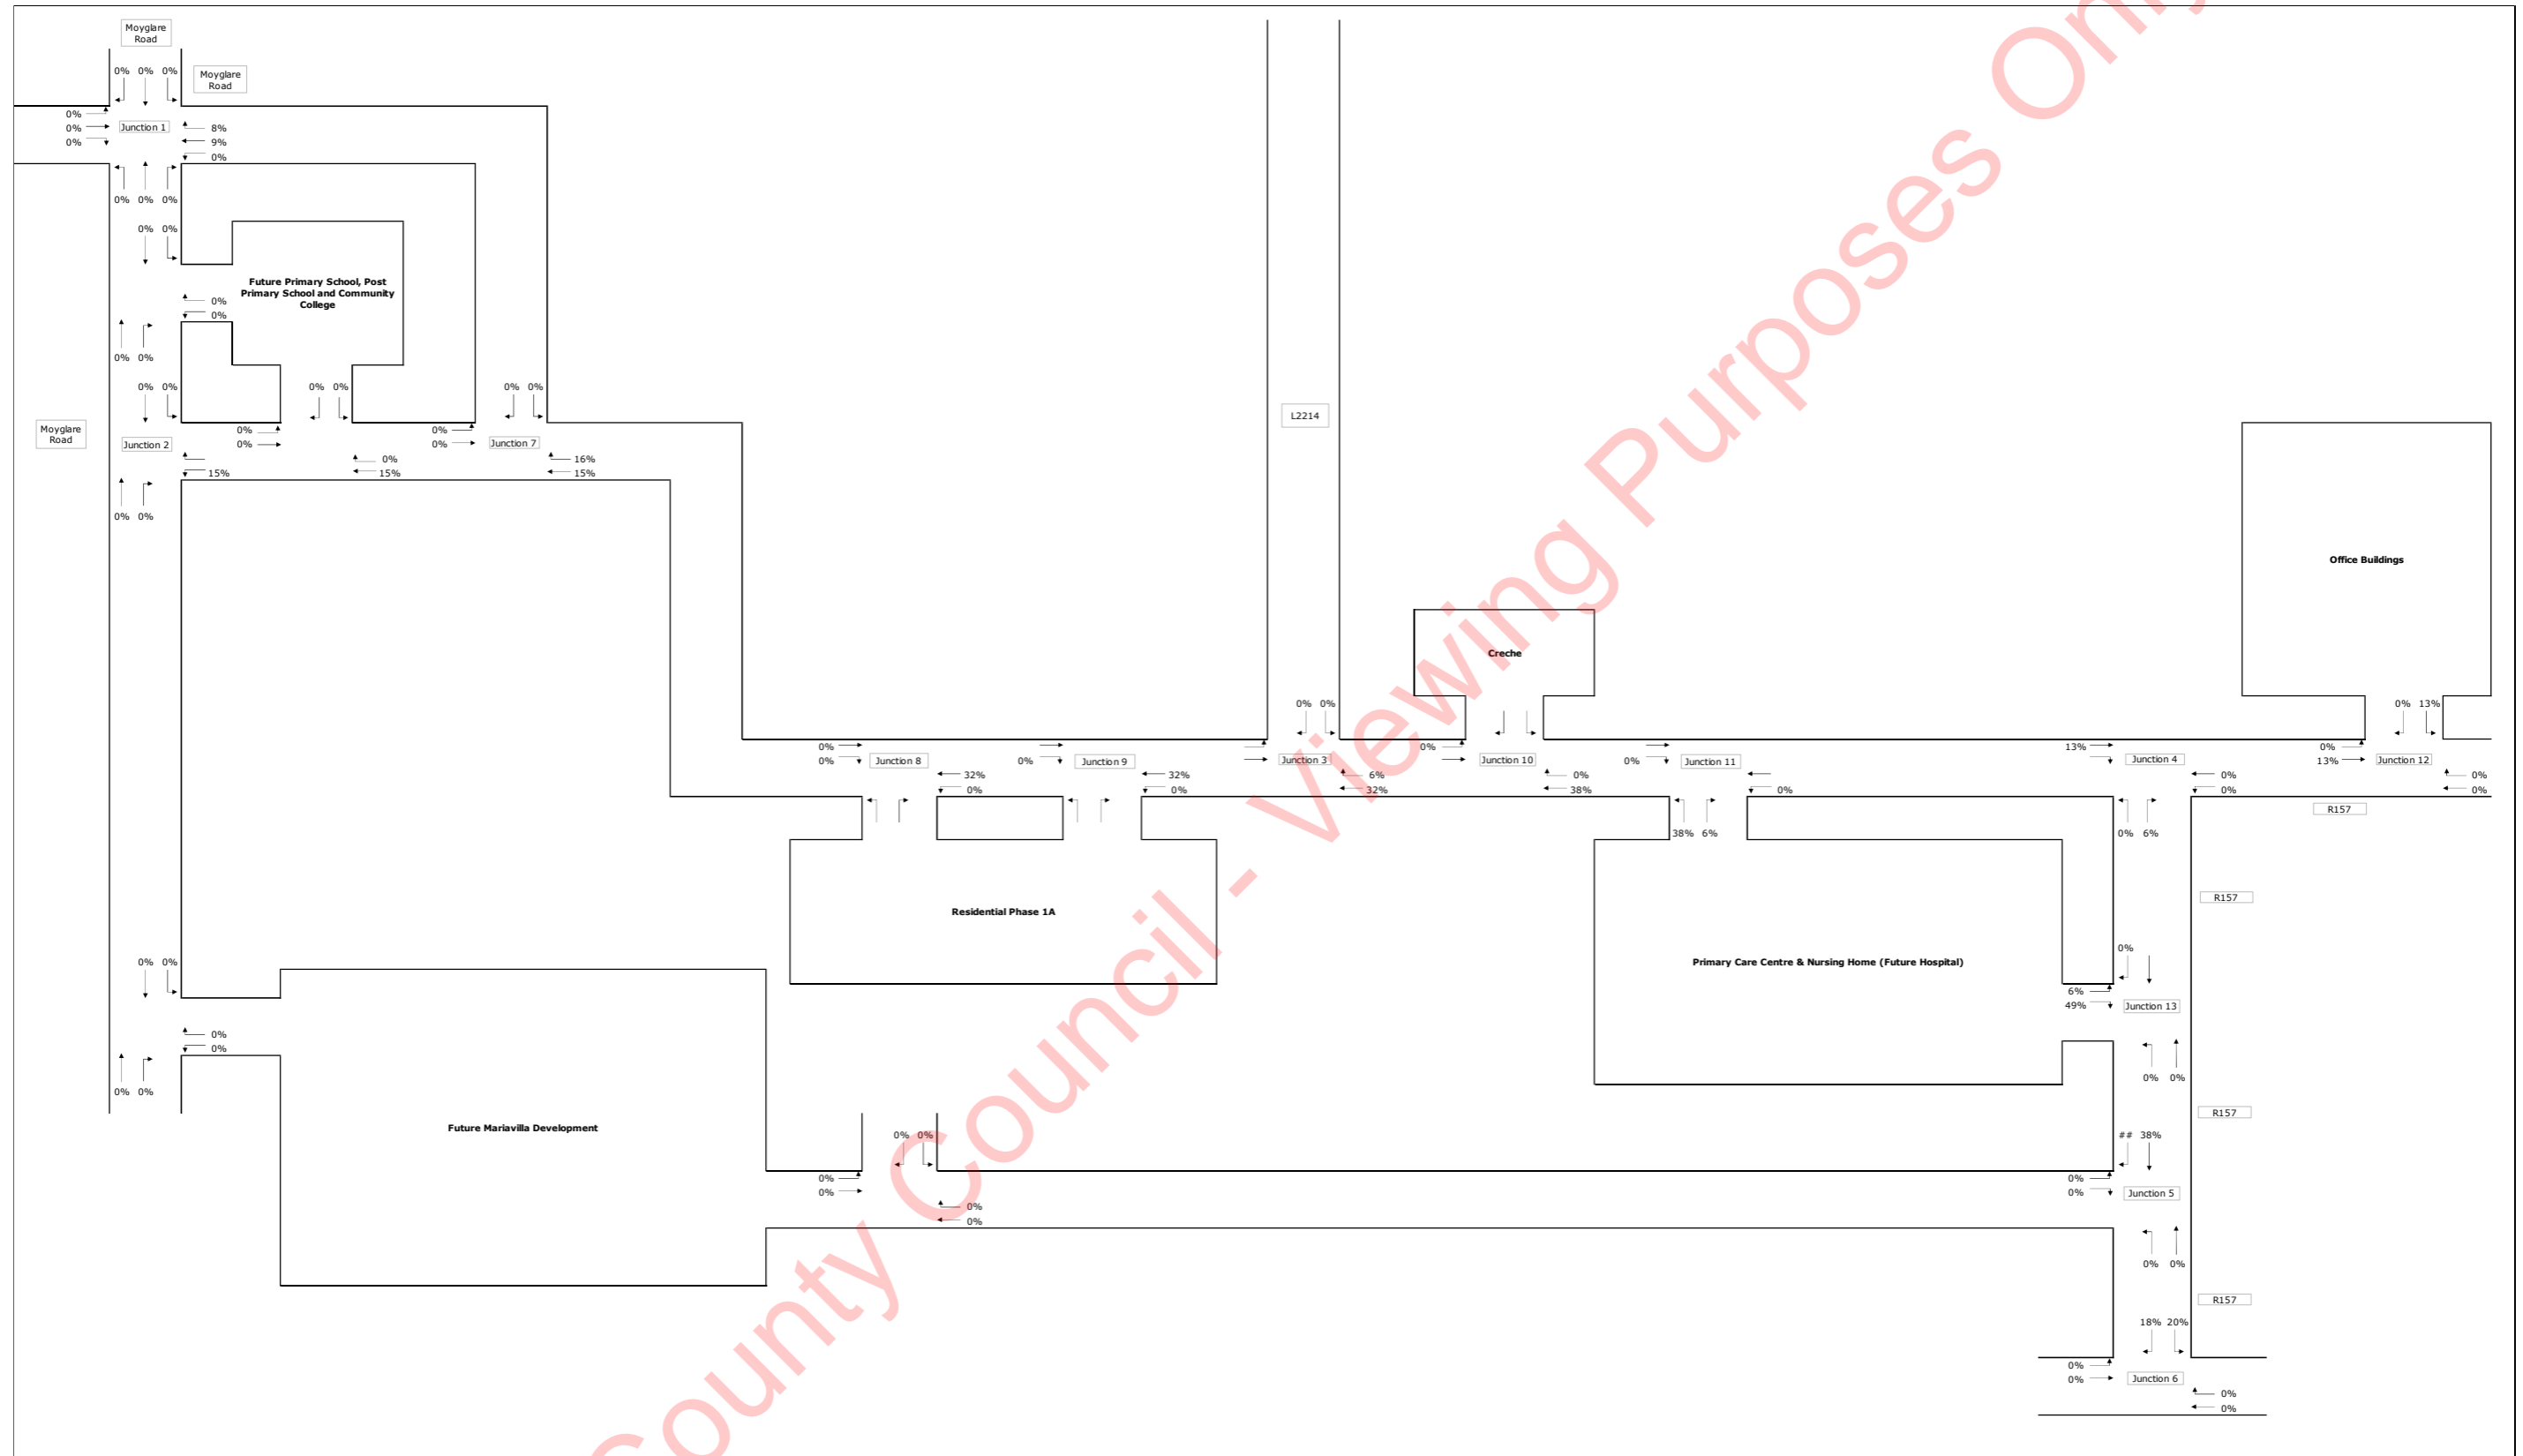 Moyglare
Road
0% 0% 0%
Moyglare
Road
0%
0%
0%
Junction 1
8%
9%
0%
0% 0% 0%
0% 0%
Future Primary School, Post
Primary School and Community
College
0%
0%
0% 0%
0% 0%
0% 0%
0% 0%
Moyglare
Road
Junction 2
0%
0%
0%
0%
Junction 7
15%
0%
15%
16%
15%
0% 0%
L2214
Office Buildings
Creche
0% 0%
0% 13%
0%
0%
Junction 8
32%
0%
0%
Junction 9
32%
0%
Junction 3
6%
32%
0%
Junction 10
0%
38%
0%
Junction 11
0%
38% 6%
13%
Junction 4
0%
0%
0% 6%
0%
13%
Junction 12
0%
0%
R157
R157
Residential Phase 1A
Primary Care Centre & Nursing Home (Future Hospital)
0%
6%
49%
Junction 13
0% 0%
0% 0%
0%
0%
0% 0%
Future Mariavilla Development
R157
0% 0%
0%
0%
0%
0%
## 38%
0%
0%
Junction 5
0% 0%
R157
18% 20%
0%
0%
Junction 6
0%
0%
County Council - Viewing Purposes Only